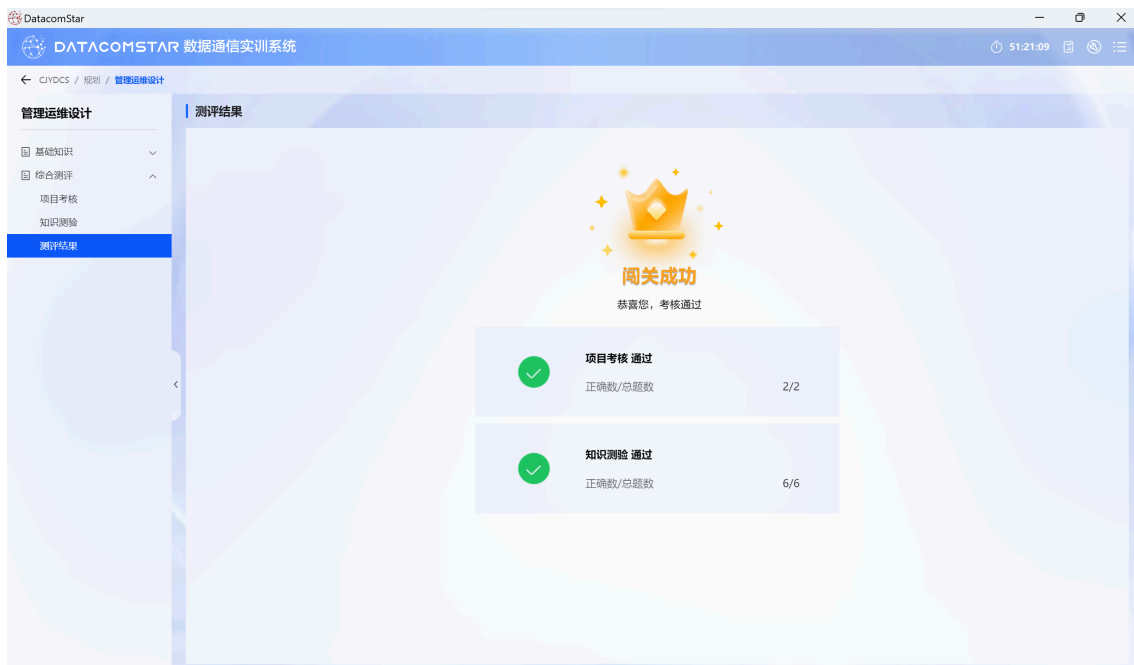 DatacomStar
DATACOMSTAR 数据通信实训系统
51:21:09
CJYDCS / 规划 / 管理运维设计
管理运维设计
测评结果
基础知识
综合测评
项目考核
知识测验
测评结果
闯关成功
恭喜您，考核通过
项目考核 通过
正确数/总题数 2/2
知识测验 通过
正确数/总题数 6/6